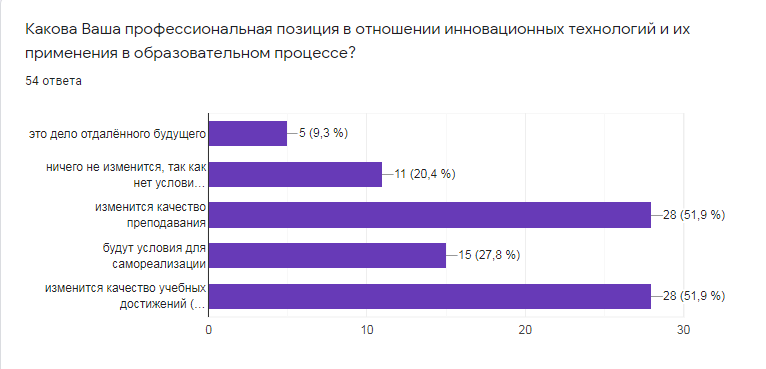 Какова Ваша профессиональная позиция в отношении инновационных технологий и их
применения в образовательном процессе?
54 ответа
это дело отдалённого будущего
5 (9,3 %)
ничего не изменится, так как
нет услови…
11 (20,4 %)
изменится качество
преподавания
28 (51,9 %)
будут условия для
самореализации
15 (27,8 %)
изменится качество учебных
достижений (…
28 (51,9 %)
0 10 20 30